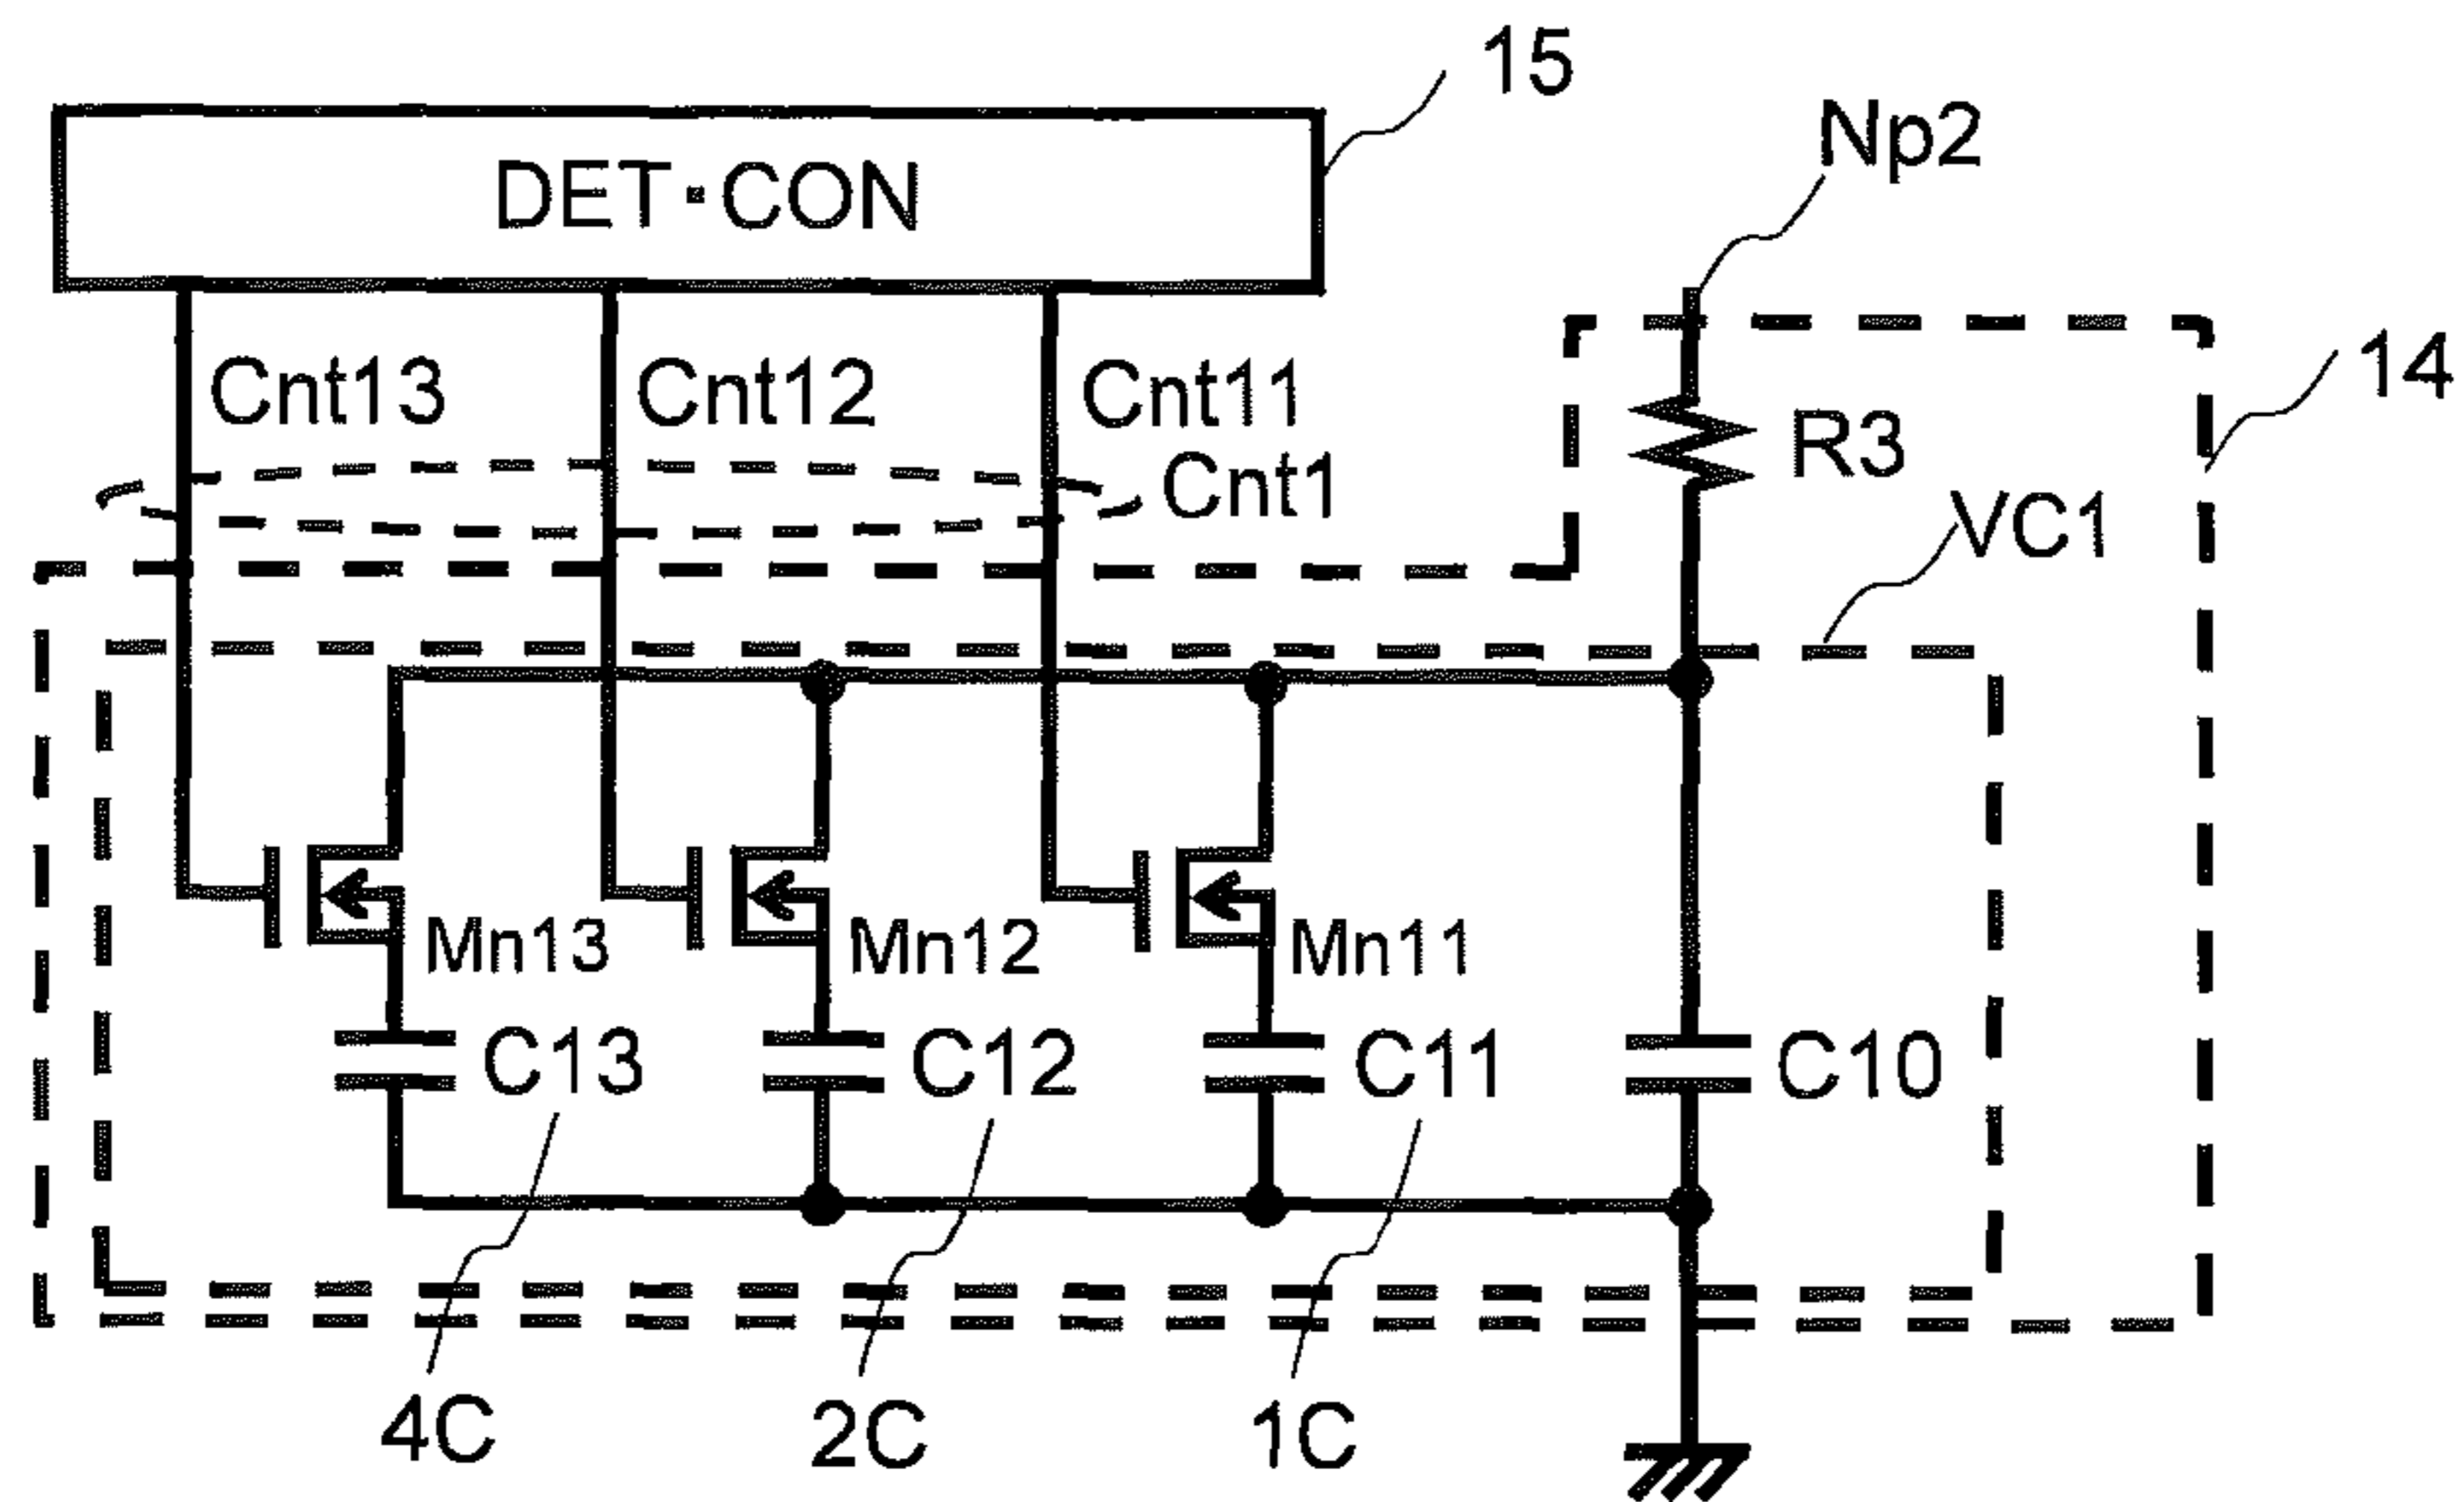 15
Np2
DET·CON
14
Cnt13
Cnt12
Cnt11
R3
Cnt1
VC1
Mn13
Mn12
Mn11
C13
C12
C11
C10
4C
2C
1C